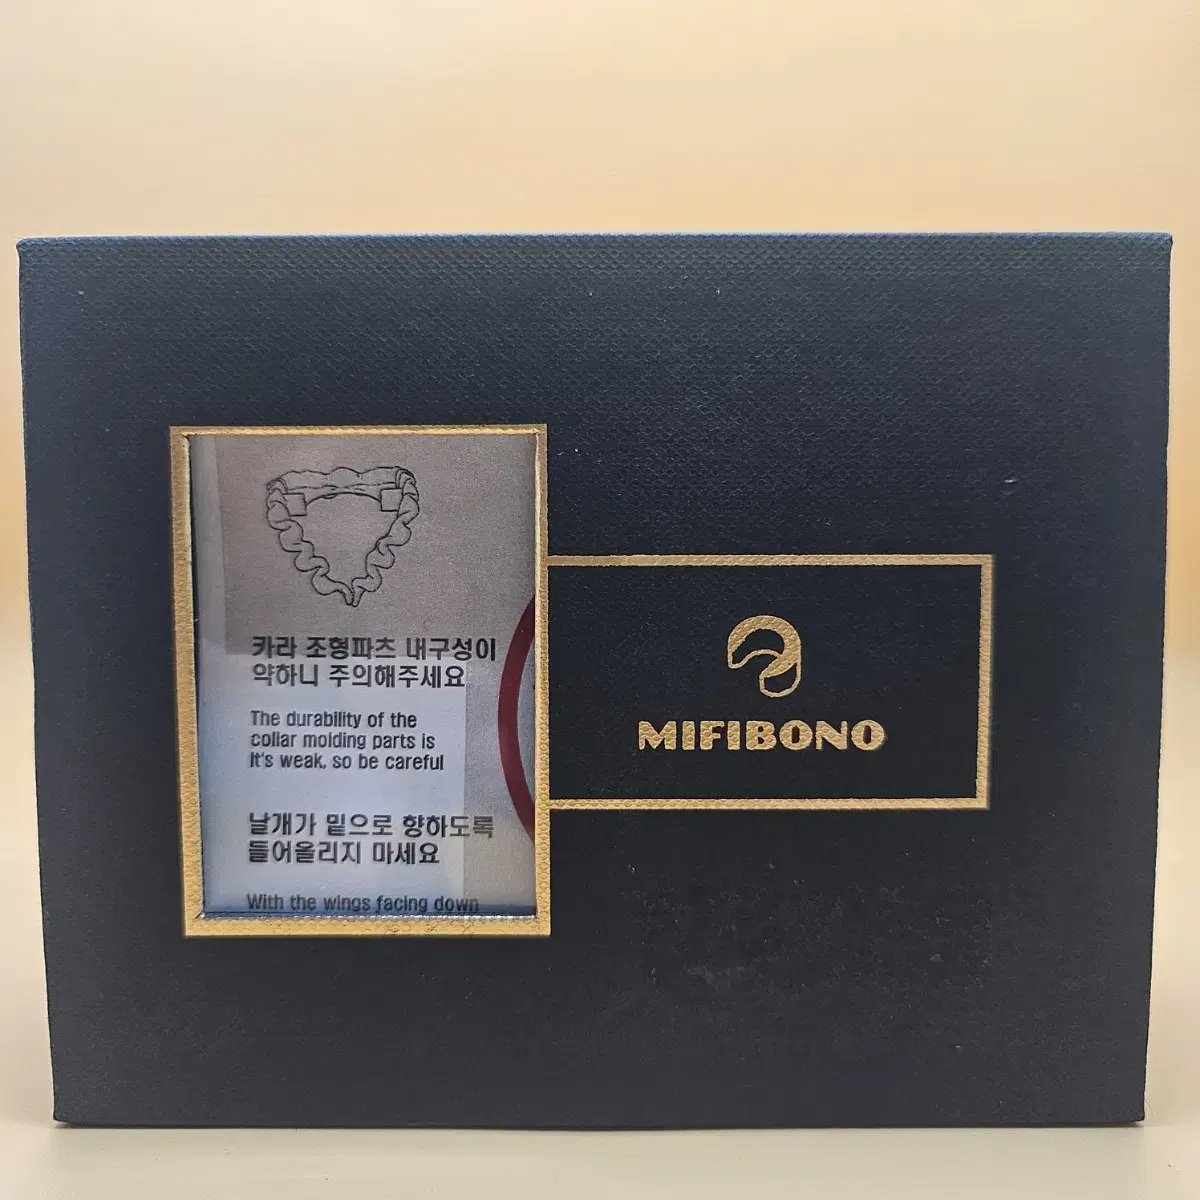 카라 조형파츠 내구성이
약하니 주의해주세요
The durability of the
collar molding parts is
It's weak, so be careful
날개가 밑으로 향하도록
들어올리지 마세요
With the wings facing down
MIFIBONO